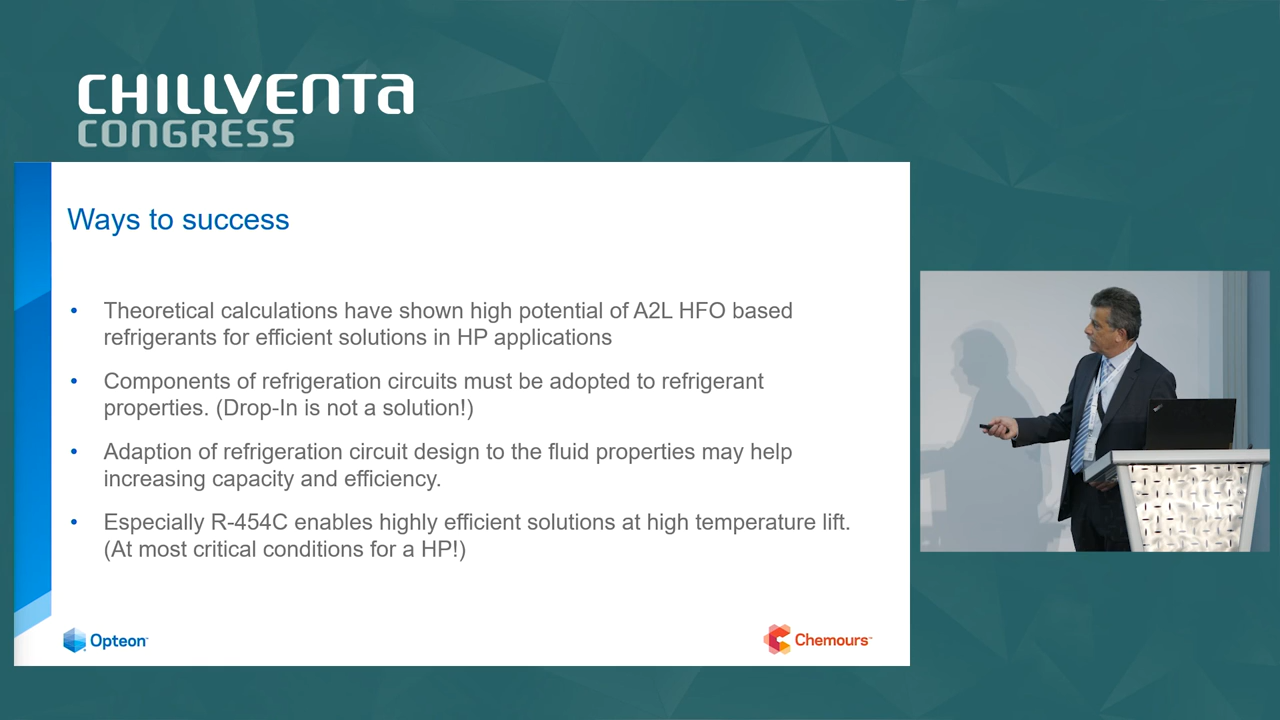 CHILLVENTA
CONGRESS
Ways to success
• Theoretical calculations have shown high potential of A2L HFO based
refrigerants for efficient solutions in HP applications
• Components of refrigeration circuits must be adopted to refrigerant
properties. (Drop-In is not a solution!)
• Adaption of refrigeration circuit design to the fluid properties may help
increasing capacity and efficiency.
• Especially R-454C enables highly efficient solutions at high temperature lift.
(At most critical conditions for a HP!)
Opteon™
Chemours™